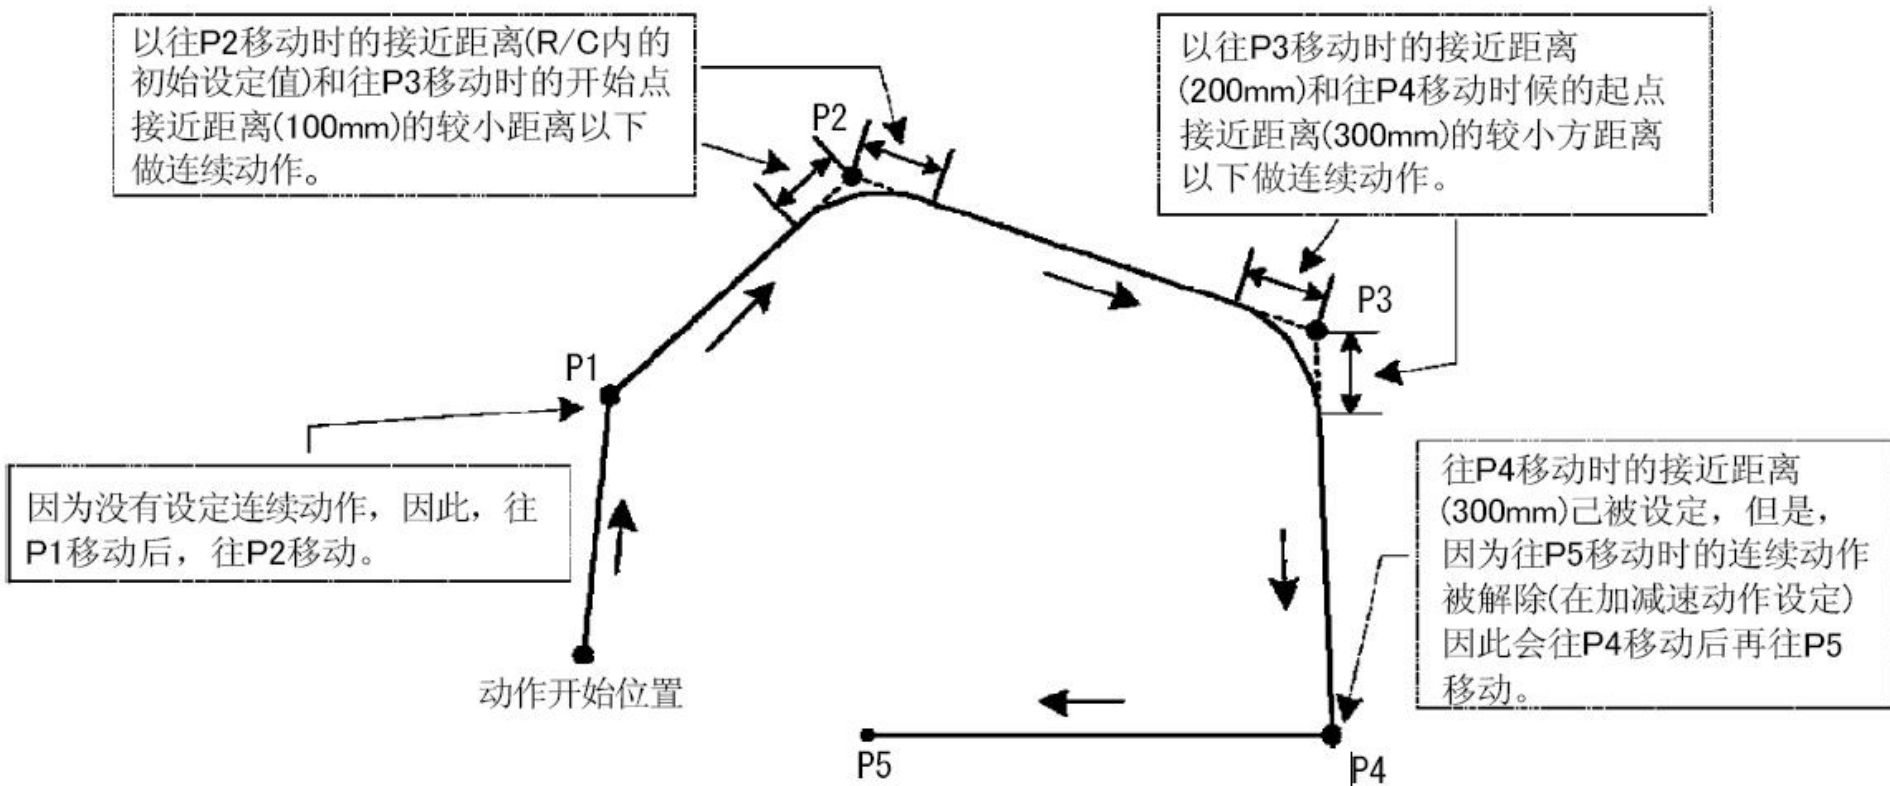 以往P2移动时的接近距离(R/C内的
初始设定值)和往P3移动时的开始点
接近距离(100mm)的较小距离以下
做连续动作。
以往P3移动时的接近距离
(200mm)和往P4移动时候的起点
接近距离(300mm)的较小方距离
以下做连续动作。
P2
P3
P1
因为没有设定连续动作，因此，往
P1移动后，往P2移动。
往P4移动时的接近距离
(300mm)己被设定，但是，
因为往P5移动时的连续动作
被解除(在加减速动作设定)
因此会往P4移动后再往P5
移动。
动作开始位置
P5
P4